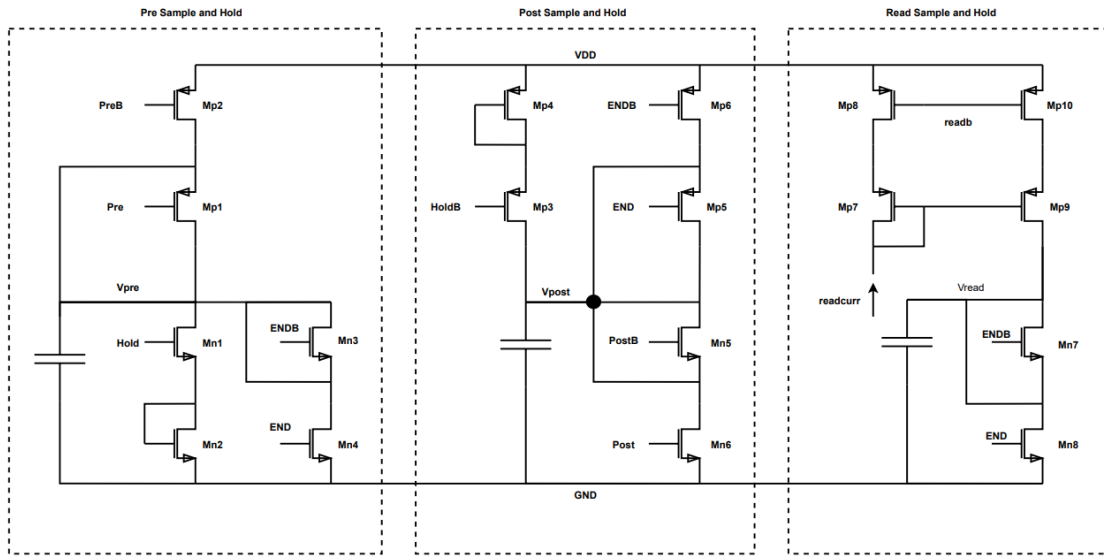 Pre Sample and Hold
Post Sample and Hold
Read Sample and Hold
VDD
PreB
Mp2
Mp4
ENDB
Mp6
Mp8
readb
Mp10
Pre
Mp1
HoldB
Mp3
END
Mp5
Mp7
Mp9
Vpre
Vpost
readcurr
Vread
Hold
Mn1
ENDB
Mn3
PostB
Mn5
ENDB
Mn7
Mn2
END
Mn4
Post
Mn6
END
Mn8
GND